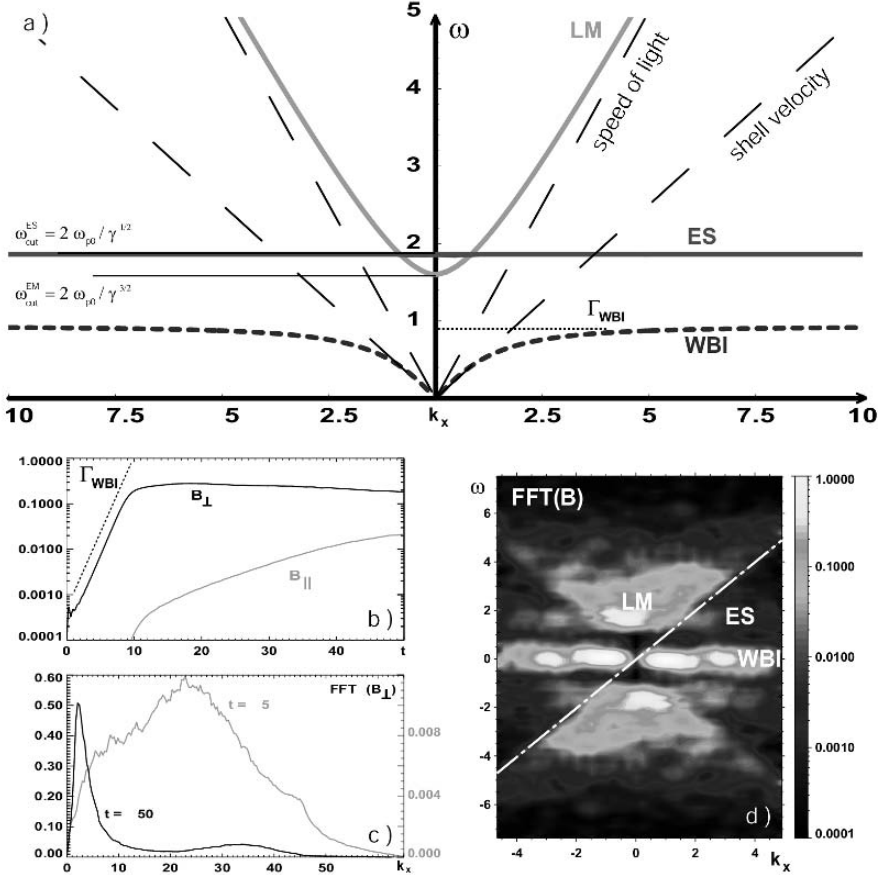 a )
5
ω
LM
4
speed of light
shell velocity
3
ω_cut^ES = 2 ω_p0 / γ^1/2
2
ES
ω_cut^EM = 2 ω_p0 / γ^3/2
1
Γ_WBI
WBI
10 7.5 5 2.5 k_x 2.5 5 7.5 10
1.0000
0.1000
0.0100
0.0010
0.0001
Γ_WBI
B_⊥
B_||
b )
0 10 20 30 40 t
0.60
0.50
0.40
0.30
0.20
0.10
0.00
FFT (B_⊥)
t = 5
t = 50
0.008
0.004
0.000
c )
0 10 20 30 40 50 k_x
ω
6
4
2
0
-2
-4
-6
FFT(B)
LM
ES
WBI
d )
-4 -2 0 2 4
k_x
1.0000
0.1000
0.0100
0.0010
0.0001